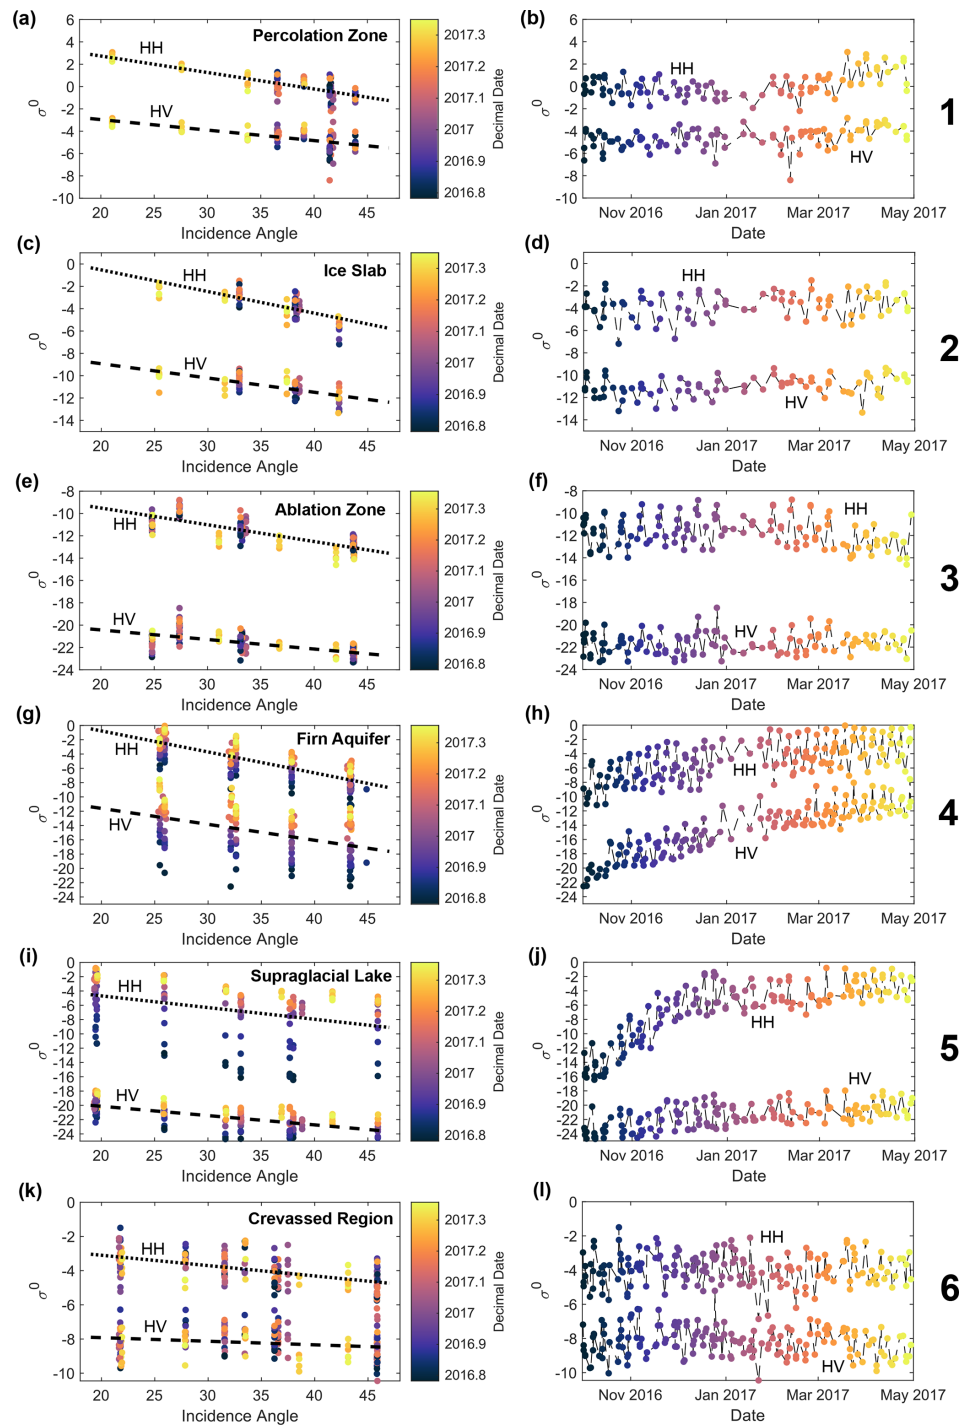 (a)
6
4
2
0
-2
-4
-6
-8
-10
σ0
HH
HV
Percolation Zone
20 25 30 35 40 45
Incidence Angle
2017.3
2017.2
2017.1
2017
2016.9
2016.8
Decimal Date
(b)
6
4
2
0
-2
-4
-6
-8
-10
σ0
HH
HV
Nov 2016 Jan 2017 Mar 2017 May 2017
Date
1
(c)
0
-2
-4
-6
-8
-10
-12
-14
σ0
HH
HV
Ice Slab
20 25 30 35 40 45
Incidence Angle
2017.3
2017.2
2017.1
2017
2016.9
2016.8
Decimal Date
(d)
0
-2
-4
-6
-8
-10
-12
-14
σ0
HH
HV
Nov 2016 Jan 2017 Mar 2017 May 2017
Date
2
(e)
-8
-10
-12
-14
-16
-18
-20
-22
-24
σ0
HH
HV
Ablation Zone
20 25 30 35 40 45
Incidence Angle
2017.3
2017.2
2017.1
2017
2016.9
2016.8
Decimal Date
(f)
-8
-10
-12
-14
-16
-18
-20
-22
-24
σ0
HH
HV
Nov 2016 Jan 2017 Mar 2017 May 2017
Date
3
(g)
0
-2
-4
-6
-8
-10
-12
-14
-16
-18
-20
-22
-24
σ0
HH
HV
Firn Aquifer
20 25 30 35 40 45
Incidence Angle
2017.3
2017.2
2017.1
2017
2016.9
2016.8
Decimal Date
(h)
0
-2
-4
-6
-8
-10
-12
-14
-16
-18
-20
-22
-24
σ0
HH
HV
Nov 2016 Jan 2017 Mar 2017 May 2017
Date
4
(i)
0
-2
-4
-6
-8
-10
-12
-14
-16
-18
-20
-22
-24
σ0
HH
HV
Supraglacial Lake
20 25 30 35 40 45
Incidence Angle
2017.3
2017.2
2017.1
2017
2016.9
2016.8
Decimal Date
(j)
0
-2
-4
-6
-8
-10
-12
-14
-16
-18
-20
-22
-24
σ0
HH
HV
Nov 2016 Jan 2017 Mar 2017 May 2017
Date
5
(k)
0
-2
-4
-6
-8
-10
σ0
HH
HV
Crevassed Region
20 25 30 35 40 45
Incidence Angle
2017.3
2017.2
2017.1
2017
2016.9
2016.8
Decimal Date
(l)
0
-2
-4
-6
-8
-10
σ0
HH
HV
Nov 2016 Jan 2017 Mar 2017 May 2017
Date
6